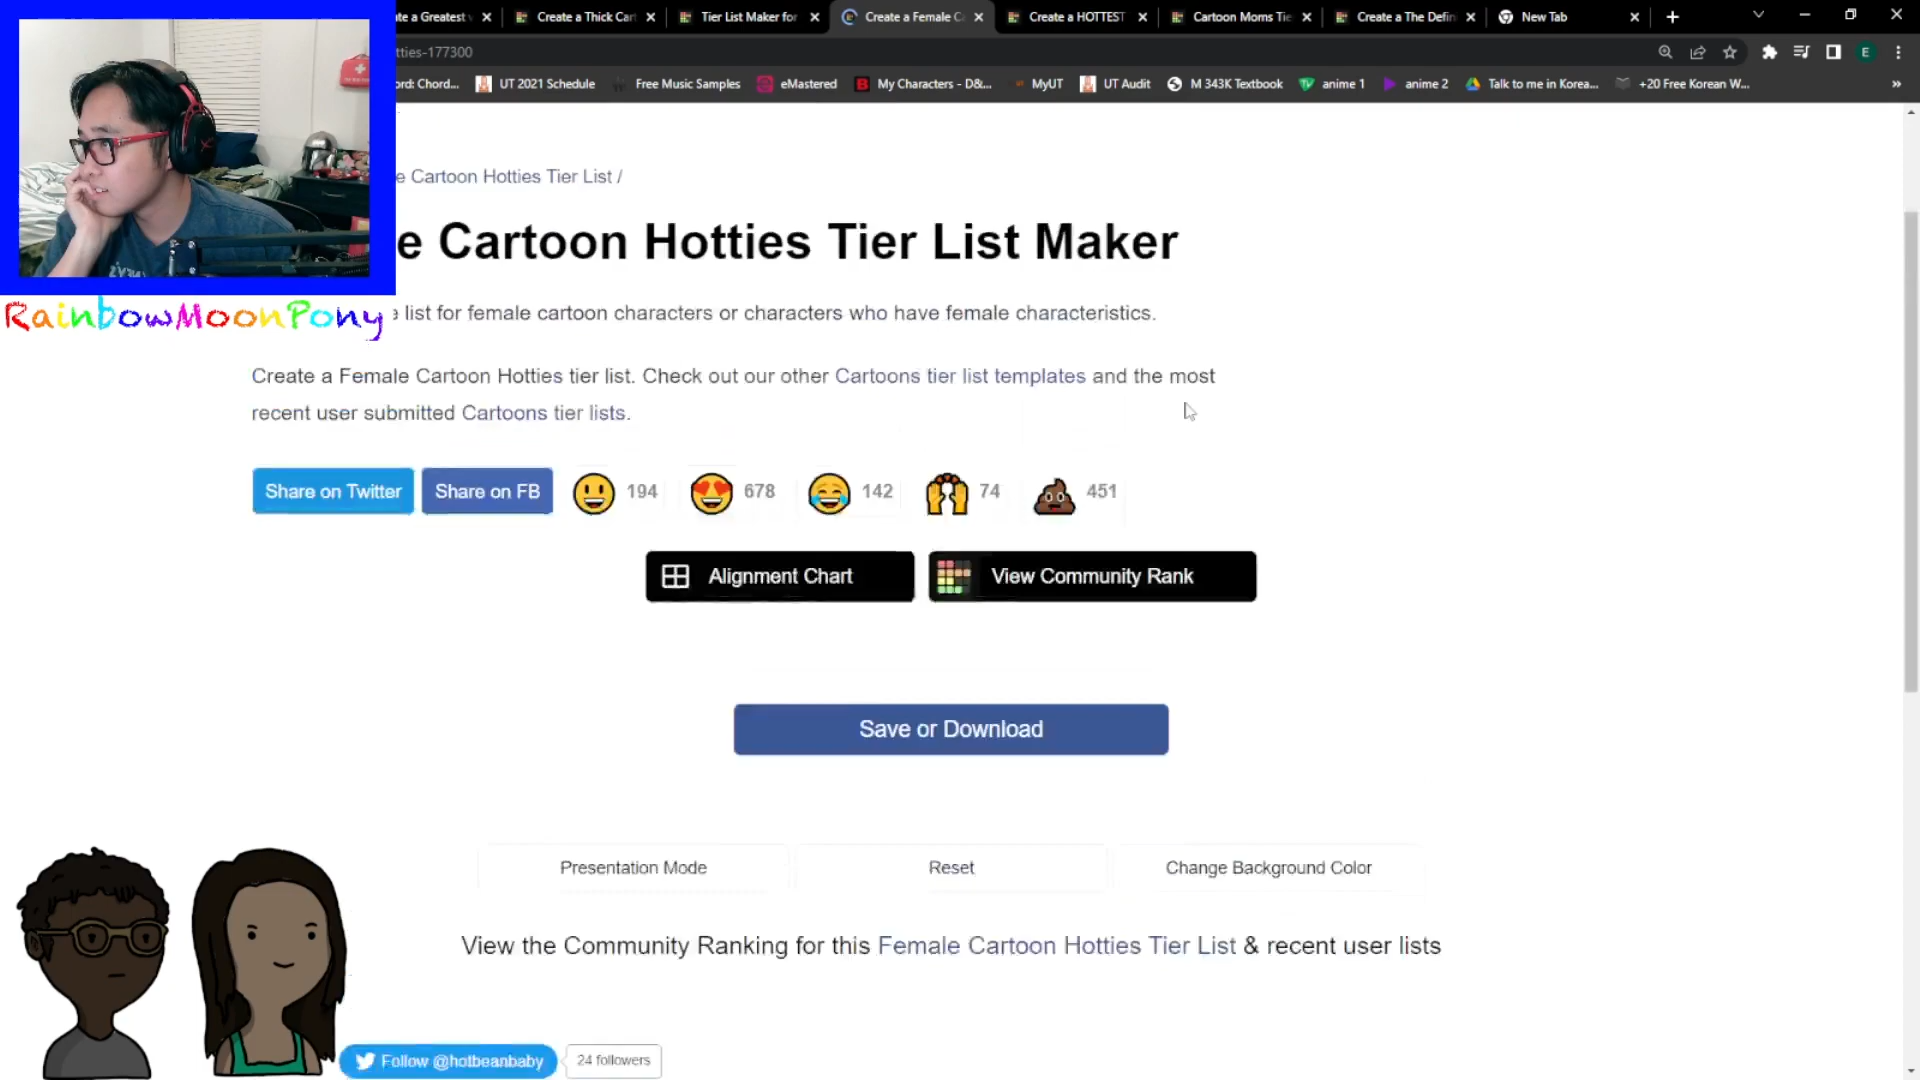 te a Greatest
Create a Thick Cart
Tier List Maker for
Create a Female C
Create a HOTTEST
Cartoon Moms Tie
Create a The Defin
New Tab
tties-177300
E
ord: Chord...
UT 2021 Schedule
Free Music Samples
eMastered
My Characters - D&...
MyUT
UT Audit
M 343K Textbook
anime 1
anime 2
Talk to me in Korea...
+20 Free Korean W...
e Cartoon Hotties Tier List /
e Cartoon Hotties Tier List Maker
RainbowMoonPony
list for female cartoon characters or characters who have female characteristics.
Create a Female Cartoon Hotties tier list. Check out our other Cartoons tier list templates and the most
recent user submitted Cartoons tier lists.
Share on Twitter
Share on FB
194
678
142
74
451
Alignment Chart
View Community Rank
Save or Download
Presentation Mode
Reset
Change Background Color
View the Community Ranking for this Female Cartoon Hotties Tier List & recent user lists
Follow @hotbeanbaby
24 followers